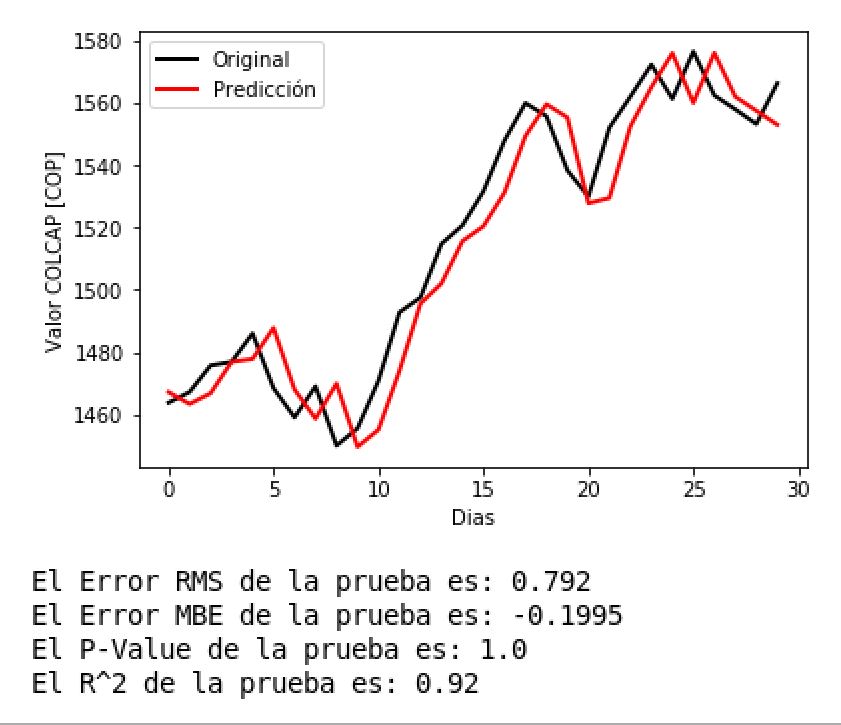 1580
Original
Predicción
1560
1540
1520
1500
1480
1460
Valor COLCAP [COP]
0 5 10 15 20 25 30
Dias
El Error RMS de la prueba es: 0.792
El Error MBE de la prueba es: -0.1995
El P-Value de la prueba es: 1.0
El R^2 de la prueba es: 0.92